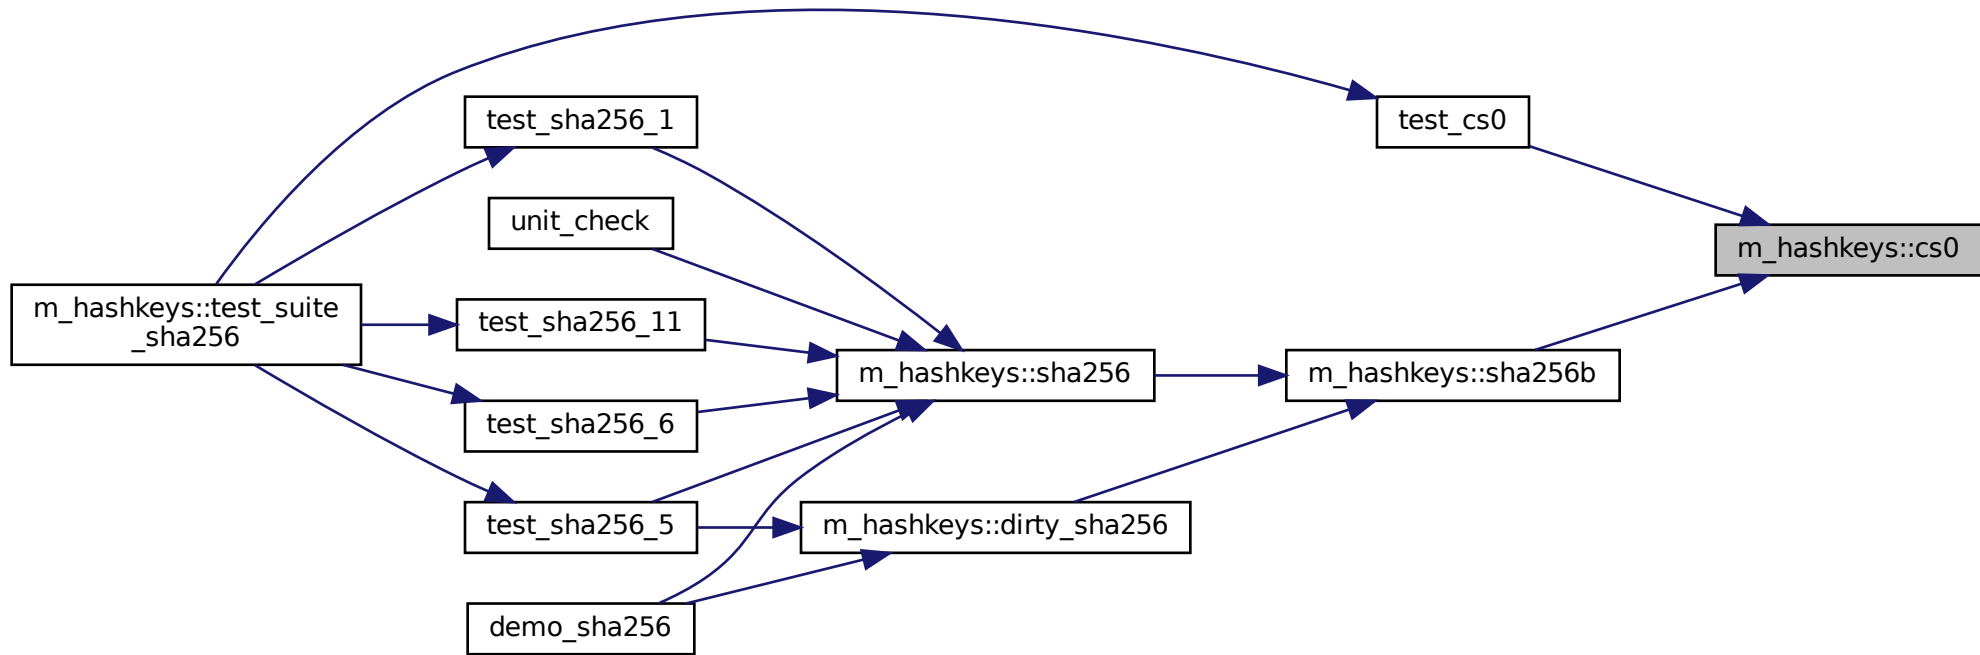 test_sha256_1
test_cs0
unit_check
m_hashkeys::cs0
m_hashkeys::test_suite
_sha256
test_sha256_11
m_hashkeys::sha256
m_hashkeys::sha256b
test_sha256_6
test_sha256_5
m_hashkeys::dirty_sha256
demo_sha256